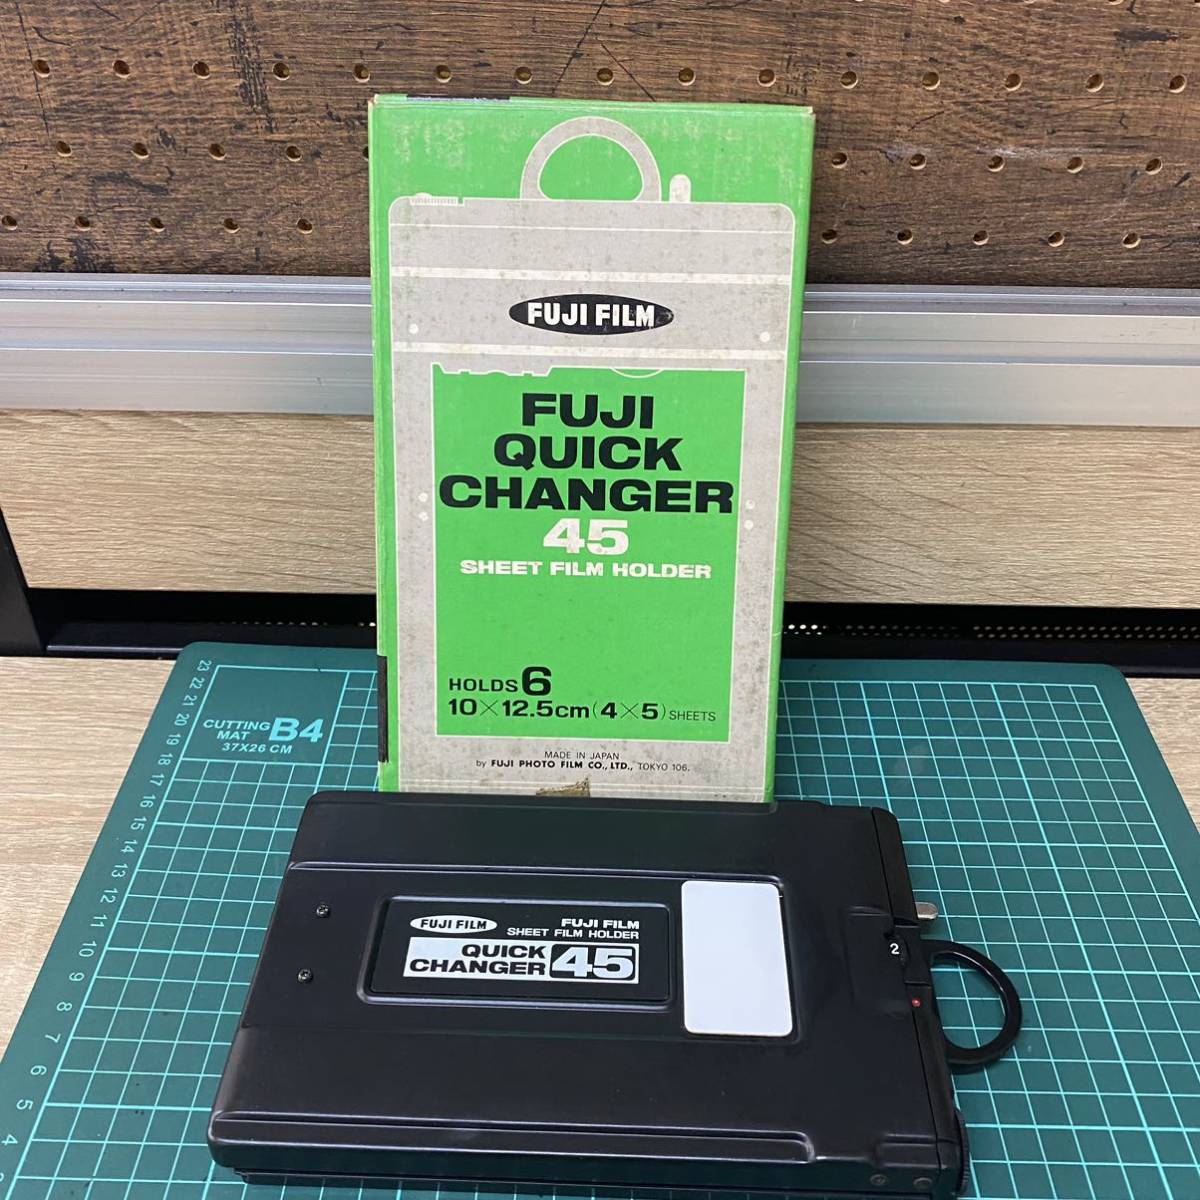 FUJI FILM
FUJI
QUICK
CHANGER
45
SHEET FILM HOLDER
HOLDS 6
10×12.5cm(4×5) SHEETS
MADE IN JAPAN
by FUJI PHOTO FILM CO., LTD., TOKYO 106.
CUTTING MAT B4
37X26 CM
23 22 21 20 19 18 17 16 15 14 13 12 11 10 9 8 7 6 5 4 3
FUJI FILM
FUJI FILM
SHEET FILM HOLDER
QUICK
CHANGER 45
2